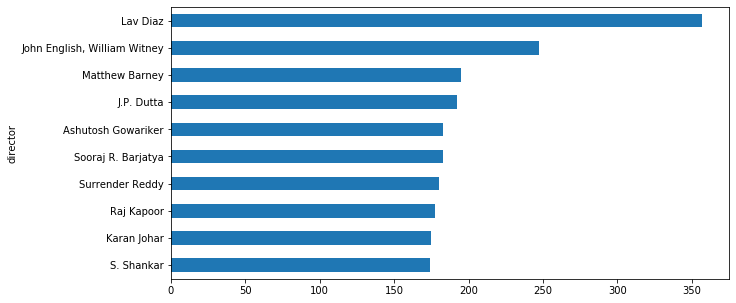 director
Lav Diaz
John English, William Witney
Matthew Barney
J.P. Dutta
Ashutosh Gowariker
Sooraj R. Barjatya
Surrender Reddy
Raj Kapoor
Karan Johar
S. Shankar
0 50 100 150 200 250 300 350